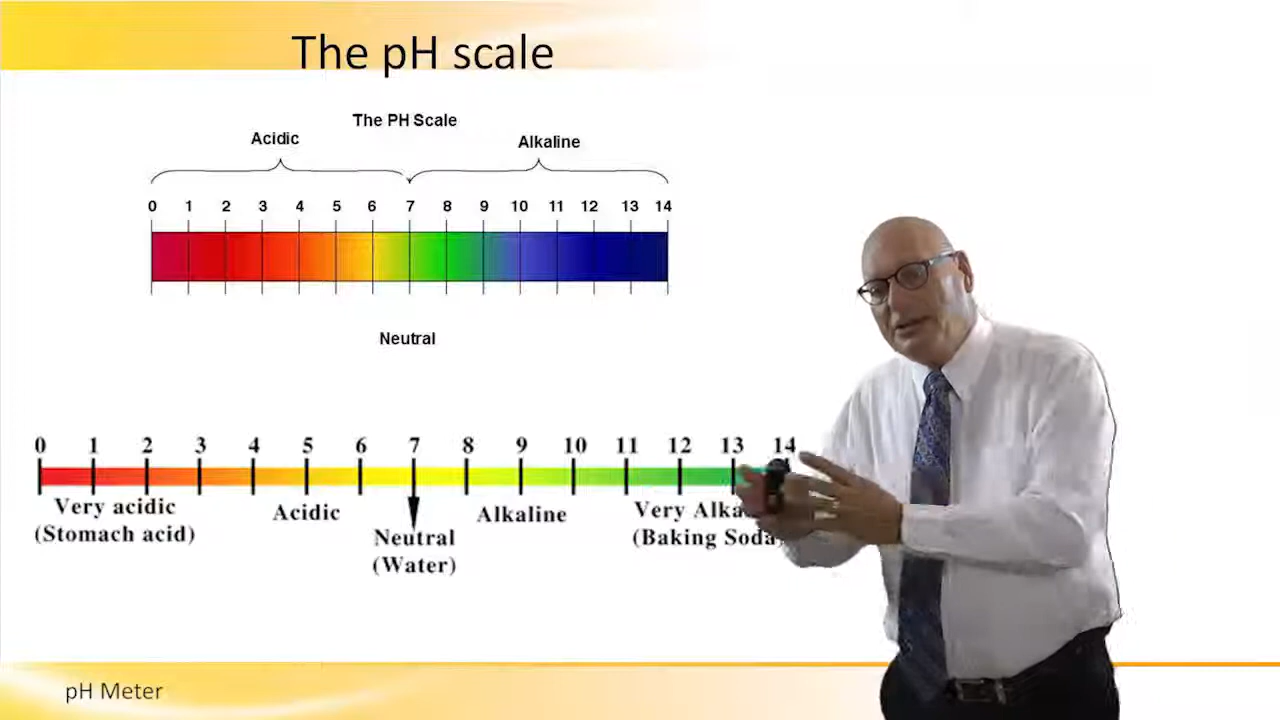 The pH scale
The PH Scale
Acidic
Alkaline
0 1 2 3 4 5 6 7 8 9 10 11 12 13 14
Neutral
0 1 2 3 4 5 6 7 8 9 10 11 12 13 14
Very acidic
(Stomach acid)
Acidic
Neutral
(Water)
Alkaline
Very
(Baking Soda
pH Meter